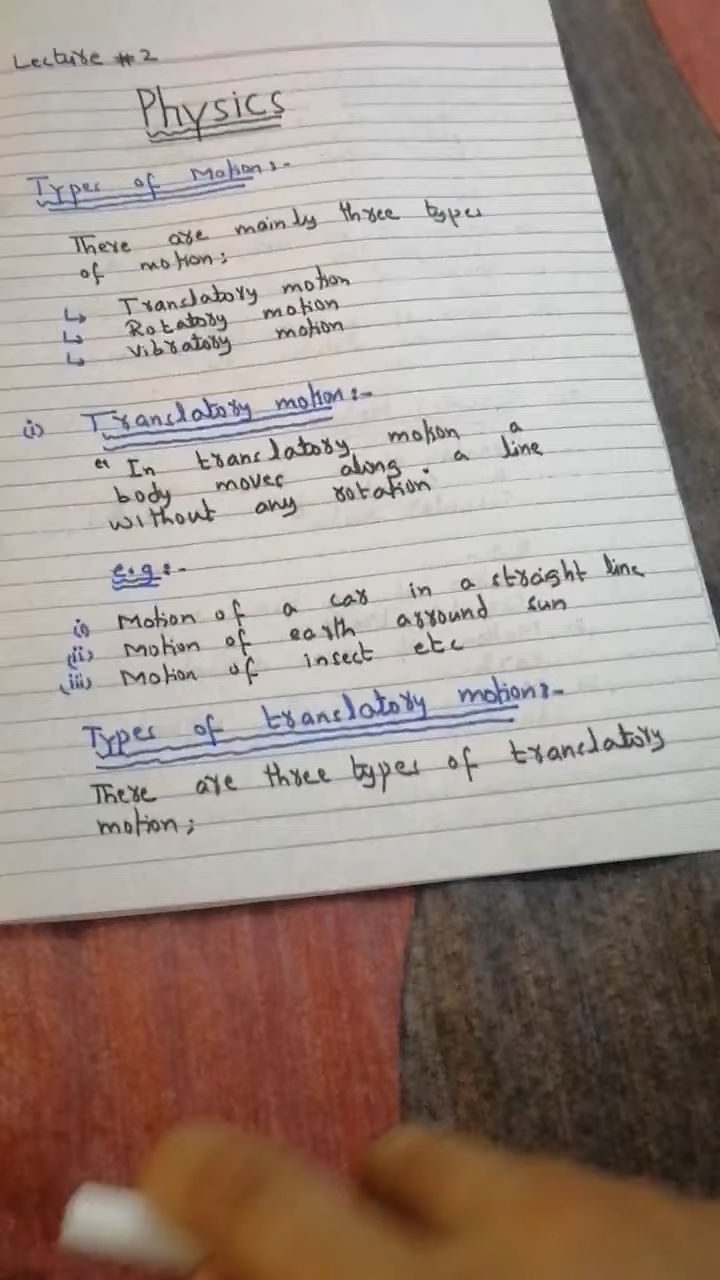 Lecture #2
Physics
Types of Motion:-
There are mainly three types
of motion:
↳ Translatory motion
↳ Rotatory motion
↳ Vibratory motion
(i) Translatory motion:-
" In translatory motion a
body moves along a line
without any rotation"
e.g:-
(i) Motion of a car in a straight line
(ii) Motion of earth arround sun
(iii) Motion of insect etc
Types of translatory motion:-
There are three types of translatory
motion;